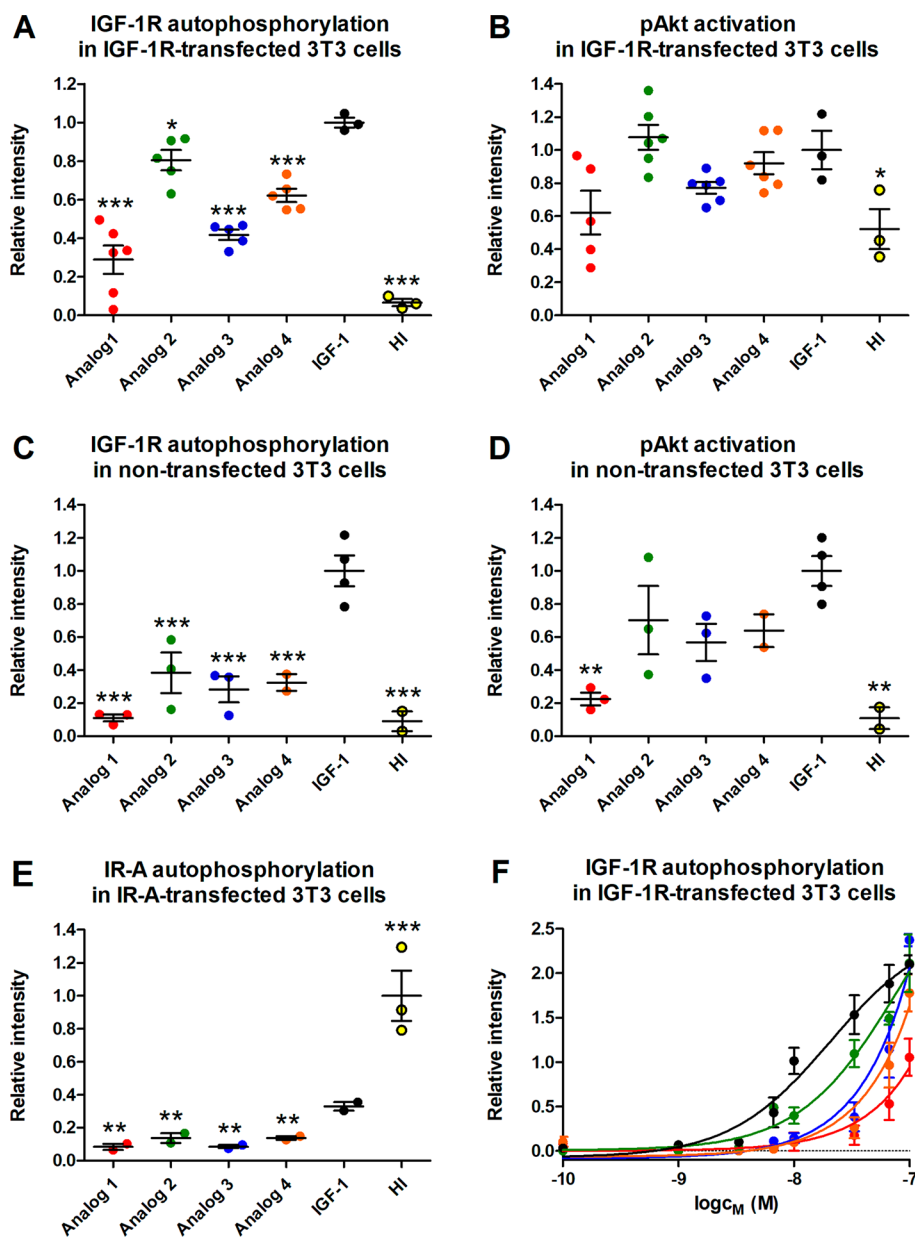 A
IGF-1R autophosphorylation
in IGF-1R-transfected 3T3 cells
Relative intensity
1.2
1.0
0.8
0.6
0.4
0.2
0.0
***
*
***
***
***
Analog1
Analog 2
Analog 3
Analog 4
IGF-1
HI
B
pAkt activation
in IGF-1R-transfected 3T3 cells
Relative intensity
1.4
1.2
1.0
0.8
0.6
0.4
0.2
0.0
*
Analog 1
Analog 2
Analog 3
Analog 4
IGF-1
HI
C
IGF-1R autophosphorylation
in non-transfected 3T3 cells
Relative intensity
1.4
1.2
1.0
0.8
0.6
0.4
0.2
0.0
***
***
***
***
***
Analog 1
Analog 2
Analog 3
Analog 4
IGF-1
HI
D
pAkt activation
in non-transfected 3T3 cells
Relative intensity
1.4
1.2
1.0
0.8
0.6
0.4
0.2
0.0
**
**
Analog 1
Analog 2
Analog 3
Analog 4
IGF-1
HI
E
IR-A autophosphorylation
in IR-A-transfected 3T3 cells
Relative intensity
1.4
1.2
1.0
0.8
0.6
0.4
0.2
0.0
**
**
**
**
***
Analog 1
Analog 2
Analog 3
Analog 4
IGF-1
HI
F
IGF-1R autophosphorylation
in IGF-1R-transfected 3T3 cells
Relative intensity
2.5
2.0
1.5
1.0
0.5
0.0
-10
-9
-8
-7
logcM (M)